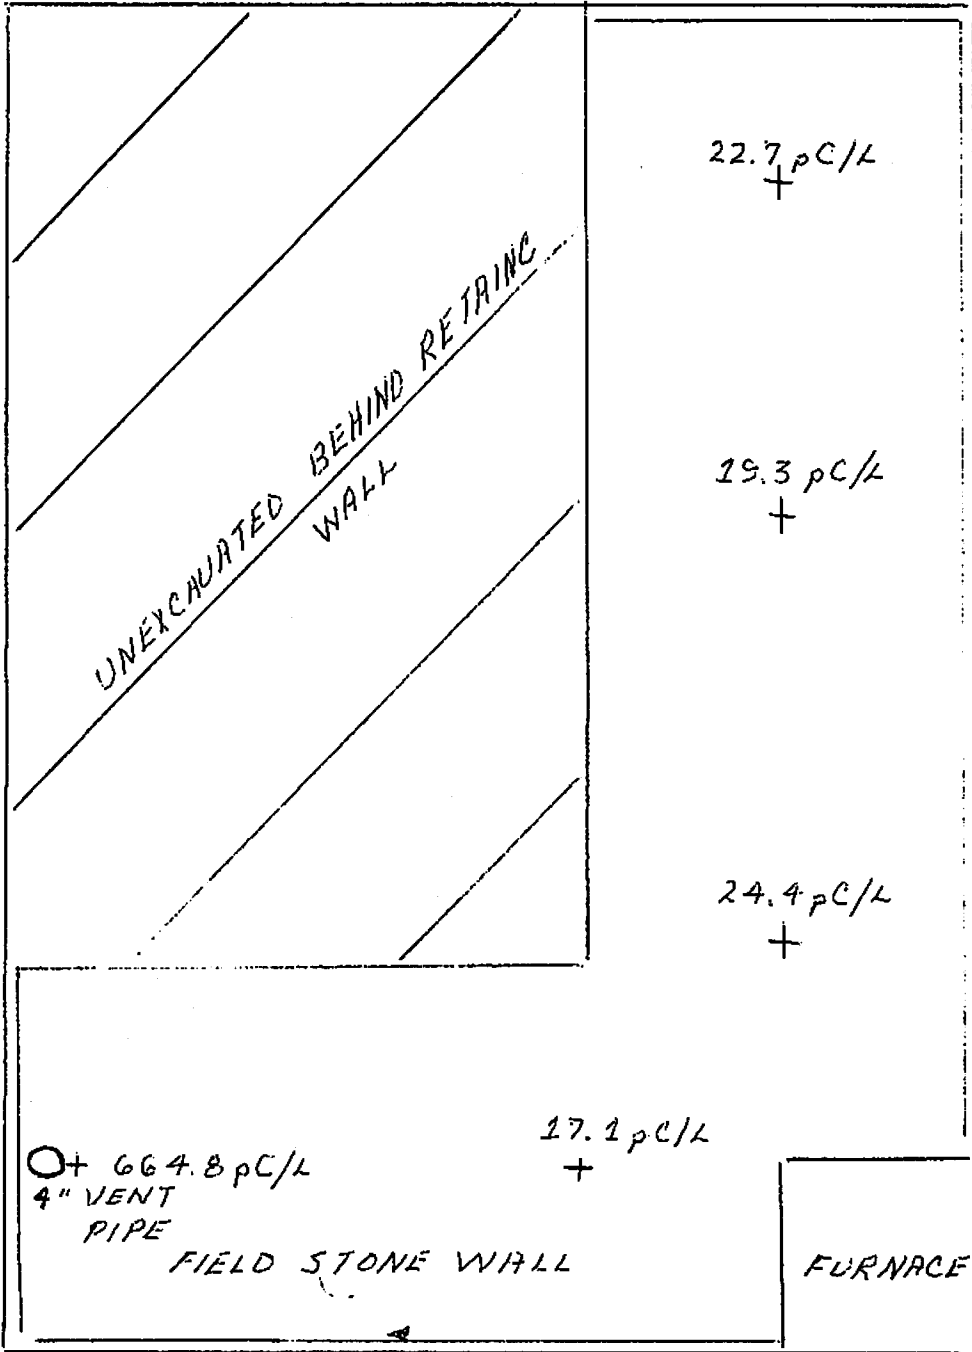 22.7 pC/L
19.3 pC/L
UNEXCAVATED BEHIND RETAINC
WALL
24.4 pC/L
17.1 pC/L
664.8 pC/L
4" VENT
PIPE
FIELD STONE WALL
FURNACE